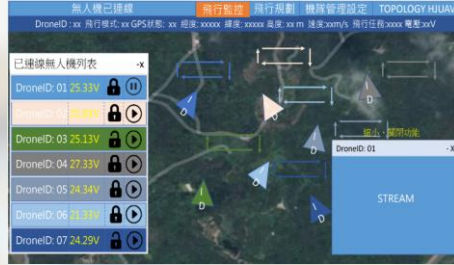 無人機已連線 飛行監控 飛行規劃 機隊管理設定 TOPOLOGY HJUAV
DroneID : xx 飛行模式: xx GPS狀態: xx 經度: xxxxx 緯度: xxxxx 高度: xx m 速度:xxm/s 飛行任務:xxxx 電壓:xxV
已連線無人機列表 -x
DroneID: 01 25.33V
DroneID: 03 25.13V
DroneID: 04 27.33V
DroneID: 05 24.34V
DroneID: 06 21.33V
DroneID: 07 24.29V
D
D
D
D
D
D
D
縮小、關閉功能
DroneID: 01 -X
STREAM